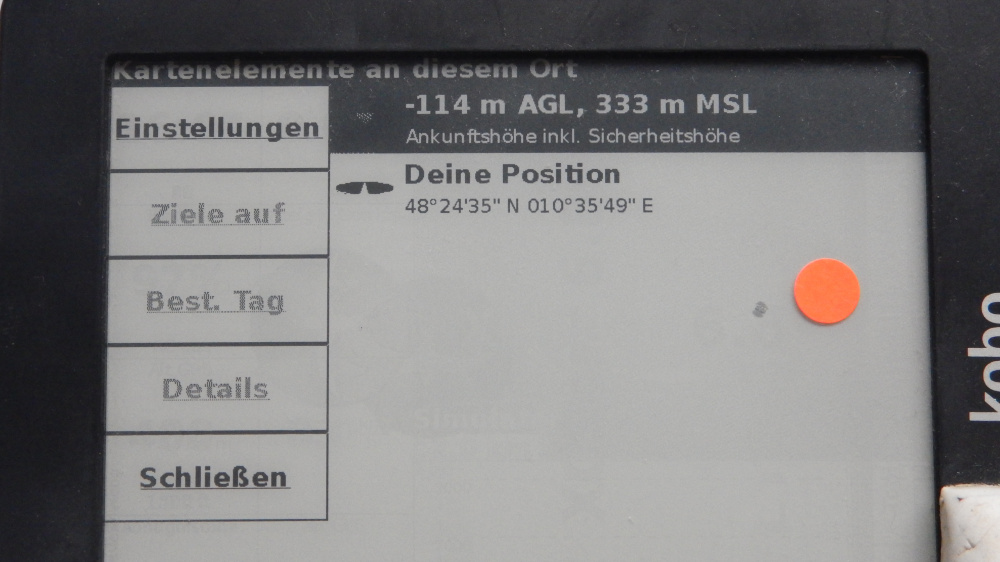 Kartenelemente an diesem Ort
Einstellungen
Ziele auf
Best. Tag
Details
Schließen
-114 m AGL, 333 m MSL
Ankunftshöhe inkl. Sicherheitshöhe
Deine Position
48°24'35" N 010°35'49" E
kobo